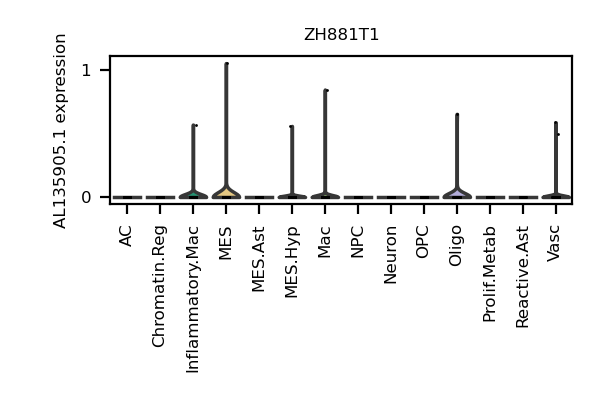 ZH881T1
AL135905.1 expression
1
0
AC
Chromatin.Reg
Inflammatory.Mac
MES
MES.Ast
MES.Hyp
Mac
NPC
Neuron
OPC
Oligo
Prolif.Metab
Reactive.Ast
Vasc